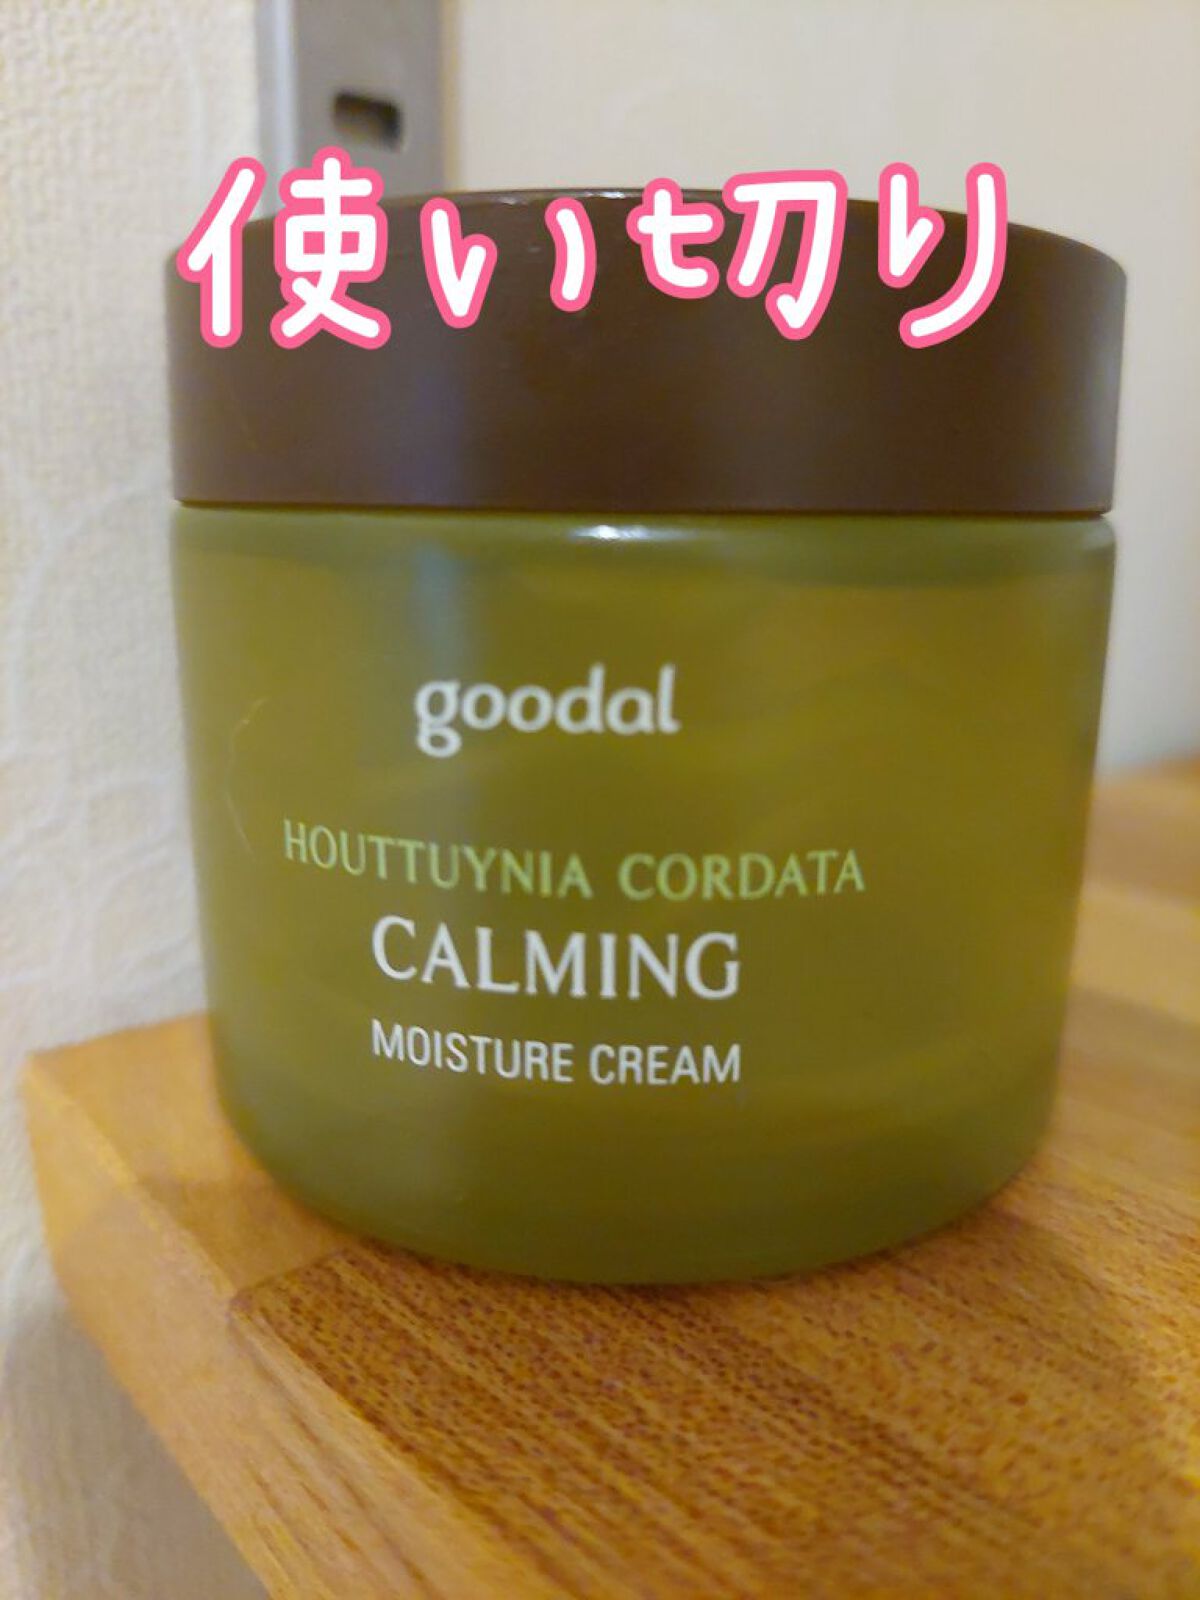 使い切り
goodal
HOUTTUYNIA CORDATA
CALMING
MOISTURE CREAM